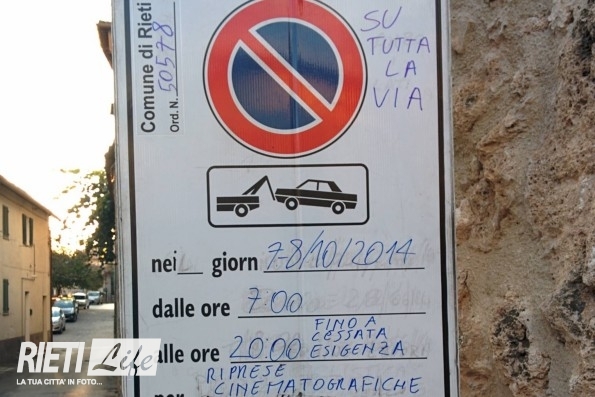 Comune di Rieti
Ord. N. 50578
SU
TUTTA
LA
VIA
nei giorn 7-8/10/2014
dalle ore 7:00
alle ore 20:00 FINO A
CESSATA
ESIGENZA
per RIPRESE
CINEMATOGRAFICHE
RIETI Life
LA TUA CITTA' IN FOTO...